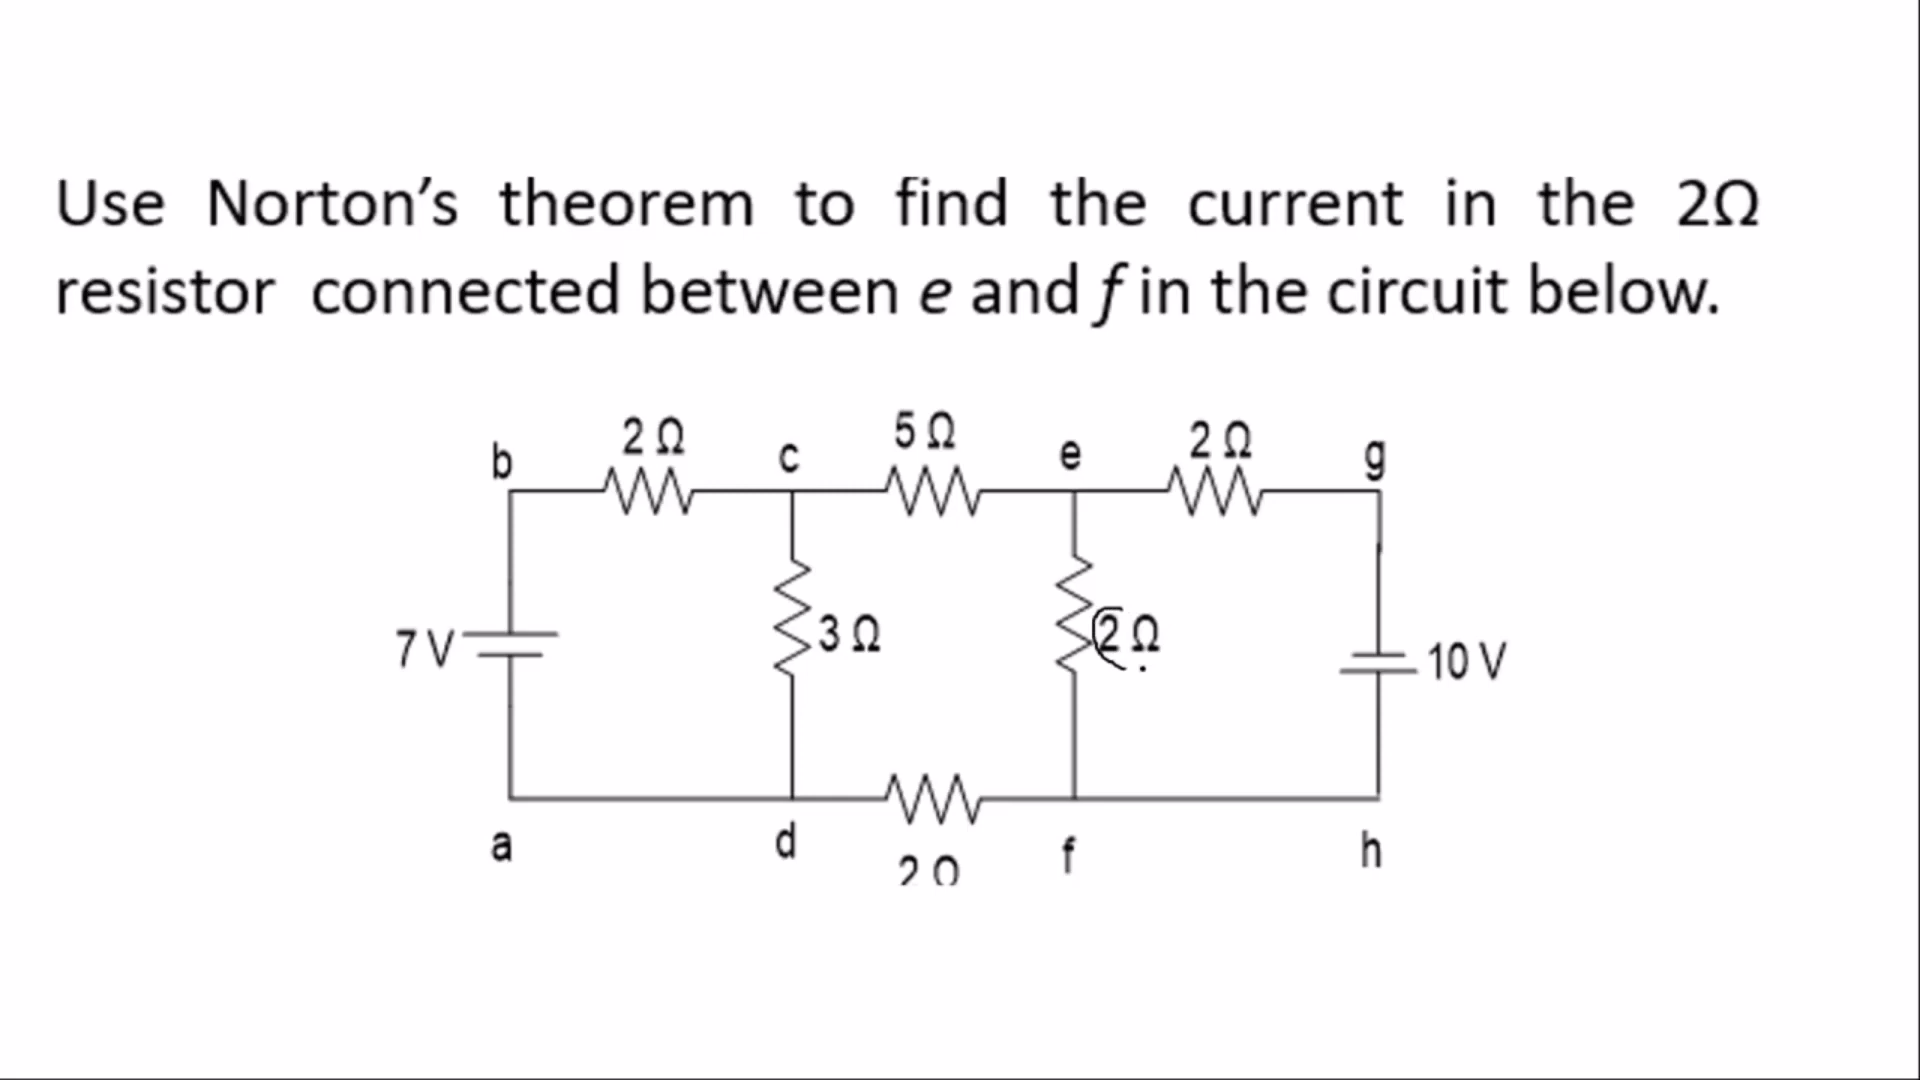 Use Norton’s theorem to find the current in the 2Ω
resistor connected between e and f in the circuit below.
2 Ω
5 Ω
2 Ω
b
c
e
g
7 V
3 Ω
2 Ω
10 V
a
d
2 Ω
f
h